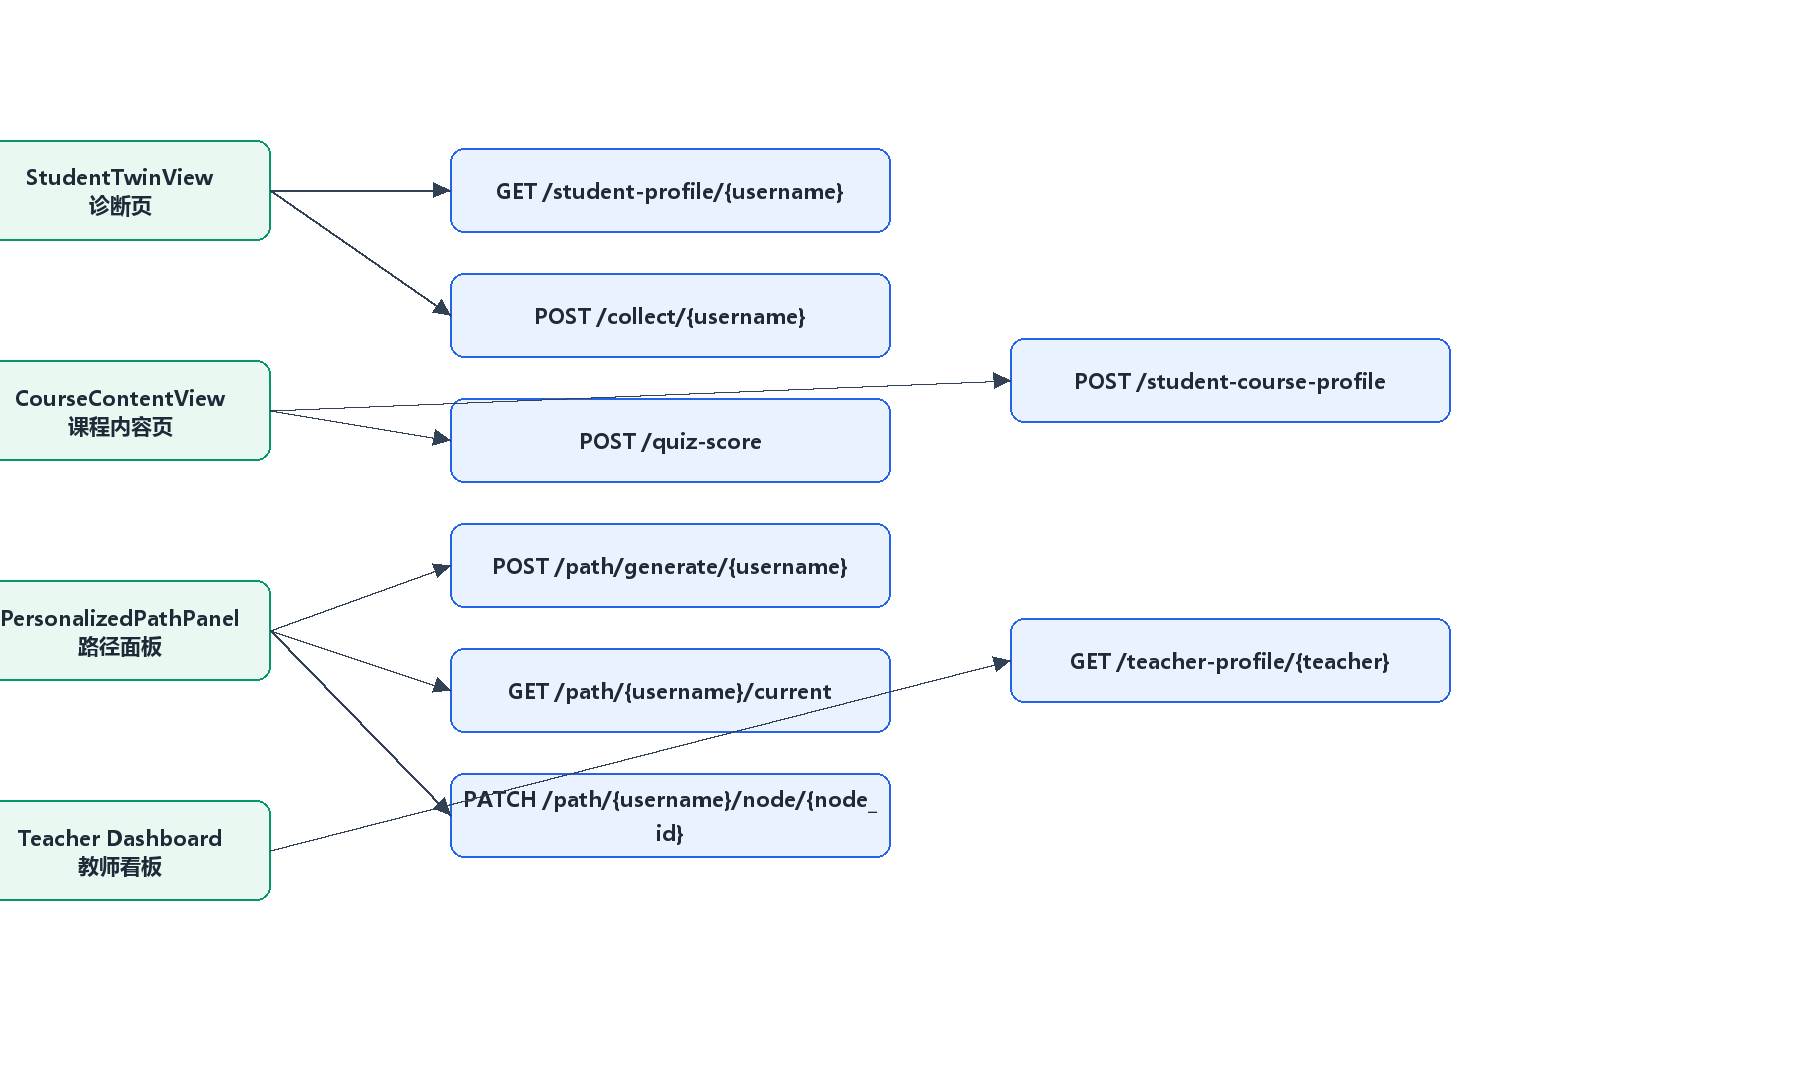 StudentTwinView
诊断页
GET /student-profile/{username}
POST /collect/{username}
CourseContentView
课程内容页
POST /student-course-profile
POST /quiz-score
POST /path/generate/{username}
PersonalizedPathPanel
路径面板
GET /path/{username}/current
GET /teacher-profile/{teacher}
PATCH /path/{username}/node/{node_
id}
Teacher Dashboard
教师看板